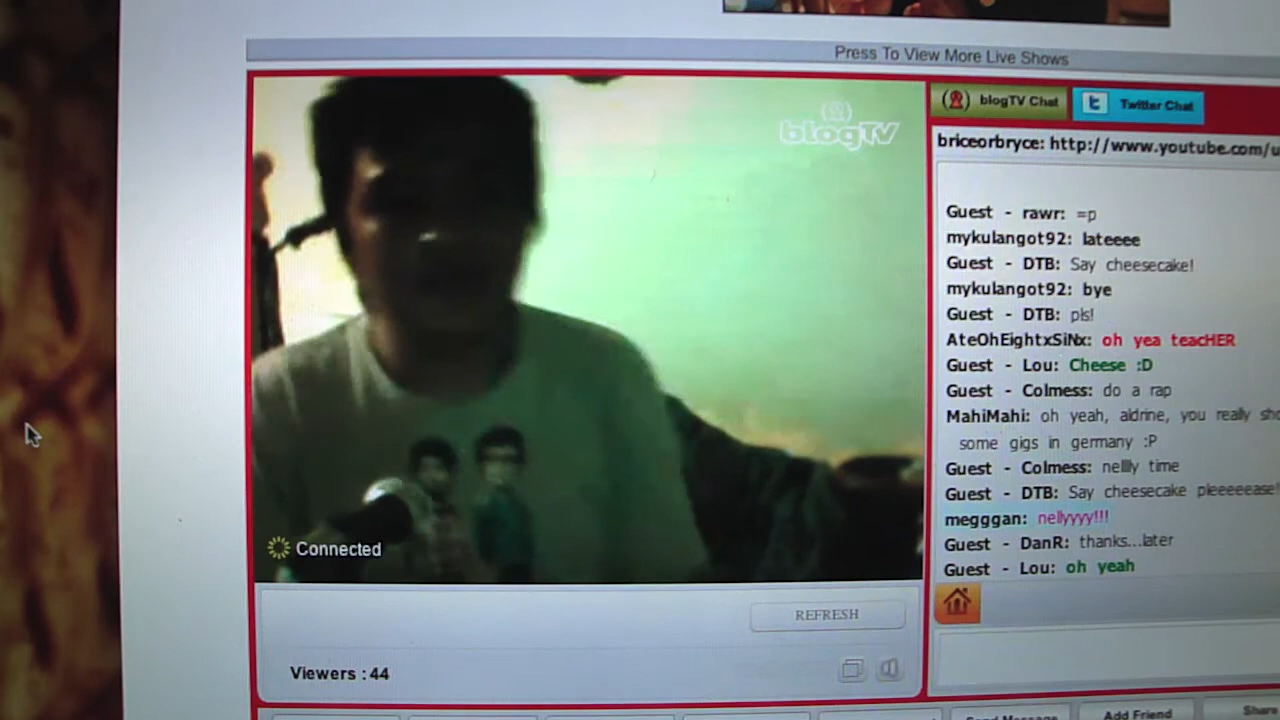 Press To View More Live Shows
blogTV
blogTV Chat
t
Twitter Chat
briceorbryce: http://www.youtube.com/u
Guest - rawr: =p
mykulangot92: lateeee
Guest - DTB: Say cheesecake!
mykulangot92: bye
Guest - DTB: pls!
AteOhEightxSiNx: oh yea teacHER
Guest - Lou: Cheese :D
Guest - Colmess: do a rap
MahiMahi: oh yeah, aldrine, you really sho
some gigs in germany :P
Guest - Colmess: nellly time
Guest - DTB: Say cheesecake pleeeeease!
megggan: nellyyyy!!!
Guest - DanR: thanks...later
Guest - Lou: oh yeah
Connected
REFRESH
Viewers : 44
Send Message
Add Friend
Share